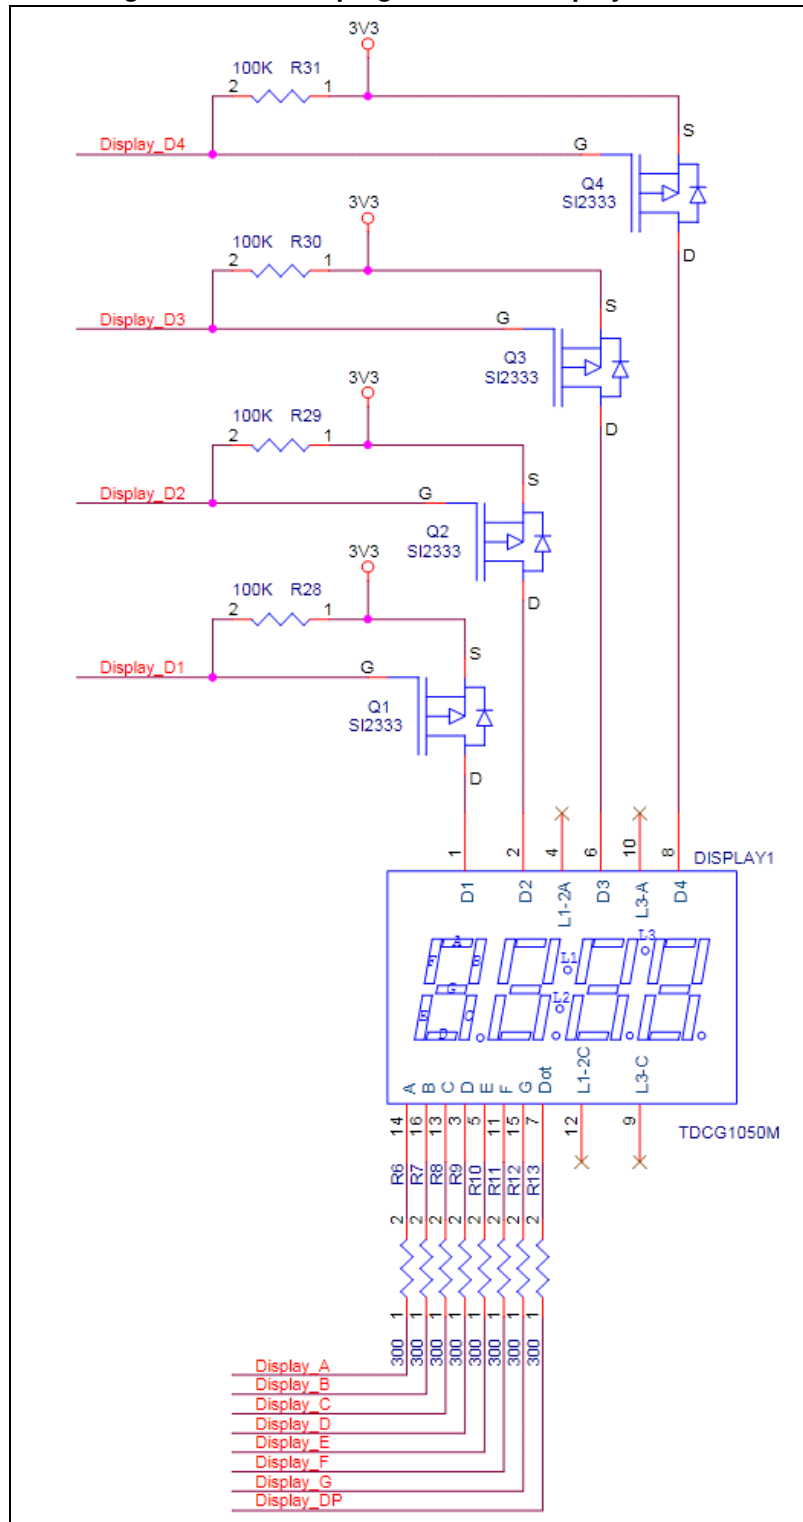 3V3
100K R31
2 1
Display_D4
S
G
Q4
SI2333
D
3V3
100K R30
2 1
Display_D3
S
G
Q3
SI2333
D
3V3
100K R29
2 1
Display_D2
S
G
Q2
SI2333
D
3V3
100K R28
2 1
Display_D1
S
G
Q1
SI2333
D
1 2 4 6 10 8
DISPLAY1
D1 D2 L1-2A D3 L3-A D4
A
F B
G
E C
D
L1
L2
L3
A B C D E F G Dot L1-2C L3-C
14 16 13 3 5 11 15 7 12 9
TDCG1050M
R6 R7 R8 R9 R10 R11 R12 R13
2 2 2 2 2 2 2 2
1 1 1 1 1 1 1 1
300 300 300 300 300 300 300 300
Display_A
Display_B
Display_C
Display_D
Display_E
Display_F
Display_G
Display_DP